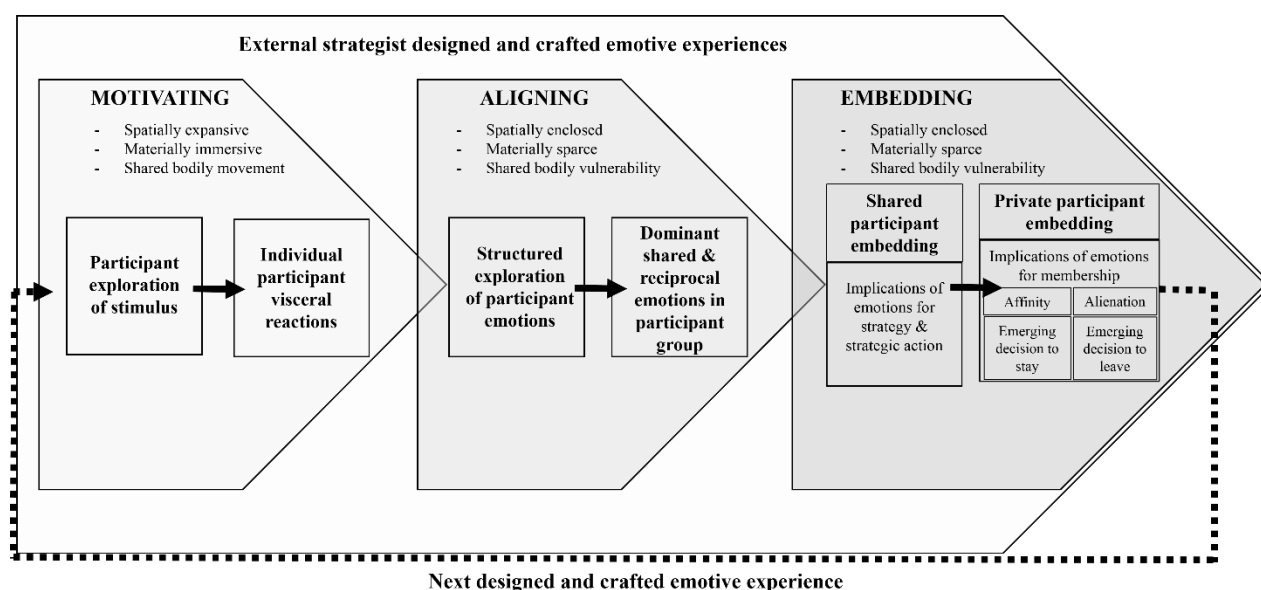 External strategist designed and crafted emotive experiences
MOTIVATING
- Spatially expansive
- Materially immersive
- Shared bodily movement
Participant
exploration
of stimulus
Individual
participant
visceral
reactions
ALIGNING
- Spatially enclosed
- Materially sparce
- Shared bodily vulnerability
Structured
exploration
of participant
emotions
Dominant
shared &
reciprocal
emotions in
participant
group
EMBEDDING
- Spatially enclosed
- Materially sparce
- Shared bodily vulnerability
Shared
participant
embedding
Implications of
emotions for
strategy &
strategic action
Private participant
embedding
Implications of emotions
for membership
Affinity
Alienation
Emerging
decision to
stay
Emerging
decision to
leave
Next designed and crafted emotive experience